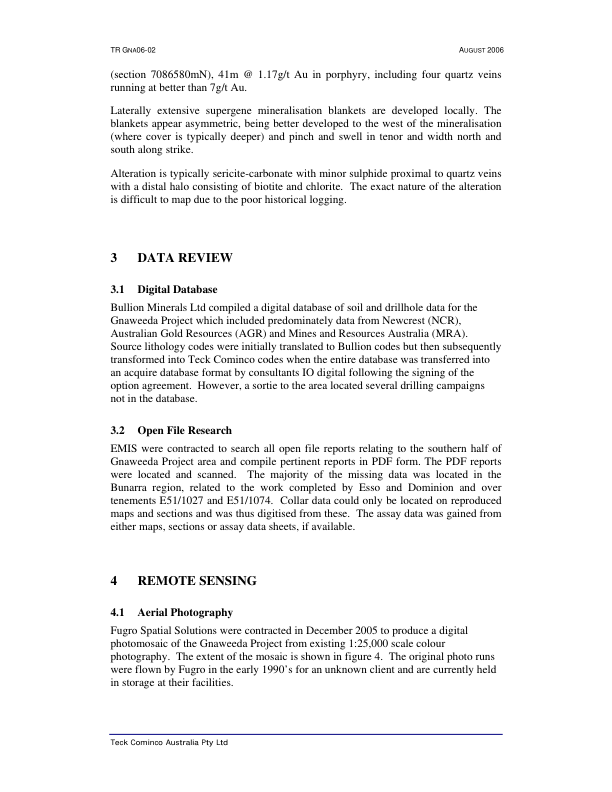 TR GNA06-02 AUGUST 2006
(section 7086580mN), 41m @ 1.17g/t Au in porphyry, including four quartz veins
running at better than 7g/t Au.
Laterally extensive supergene mineralisation blankets are developed locally. The
blankets appear asymmetric, being better developed to the west of the mineralisation
(where cover is typically deeper) and pinch and swell in tenor and width north and
south along strike.
Alteration is typically sericite-carbonate with minor sulphide proximal to quartz veins
with a distal halo consisting of biotite and chlorite. The exact nature of the alteration
is difficult to map due to the poor historical logging.
3 DATA REVIEW
3.1 Digital Database
Bullion Minerals Ltd compiled a digital database of soil and drillhole data for the
Gnaweeda Project which included predominately data from Newcrest (NCR),
Australian Gold Resources (AGR) and Mines and Resources Australia (MRA).
Source lithology codes were initially translated to Bullion codes but then subsequently
transformed into Teck Cominco codes when the entire database was transferred into
an acquire database format by consultants IO digital following the signing of the
option agreement. However, a sortie to the area located several drilling campaigns
not in the database.
3.2 Open File Research
EMIS were contracted to search all open file reports relating to the southern half of
Gnaweeda Project area and compile pertinent reports in PDF form. The PDF reports
were located and scanned. The majority of the missing data was located in the
Bunarra region, related to the work completed by Esso and Dominion and over
tenements E51/1027 and E51/1074. Collar data could only be located on reproduced
maps and sections and was thus digitised from these. The assay data was gained from
either maps, sections or assay data sheets, if available.
4 REMOTE SENSING
4.1 Aerial Photography
Fugro Spatial Solutions were contracted in December 2005 to produce a digital
photomosaic of the Gnaweeda Project from existing 1:25,000 scale colour
photography. The extent of the mosaic is shown in figure 4. The original photo runs
were flown by Fugro in the early 1990's for an unknown client and are currently held
in storage at their facilities.
Teck Cominco Australia Pty Ltd